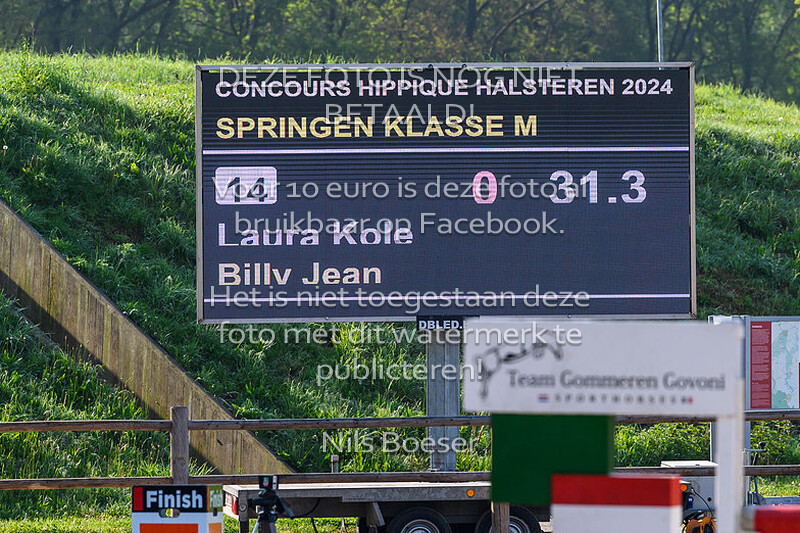 DEZE FOTO IS NOG NIET
CONCOURS HIPPIQUE HALSTEREN 2024
BETAALD!
SPRINGEN KLASSE M
14 0 31.3
Voor 10 euro is deze foto
bruikbaar op Facebook.
Laura Kole
Billy Jean
Het is niet toegestaan deze
DBLED.
foto met dit watermerk te
publiceren!
Team Gommeren Govoni
SPORTHORSES
Nils Boeser
Finish